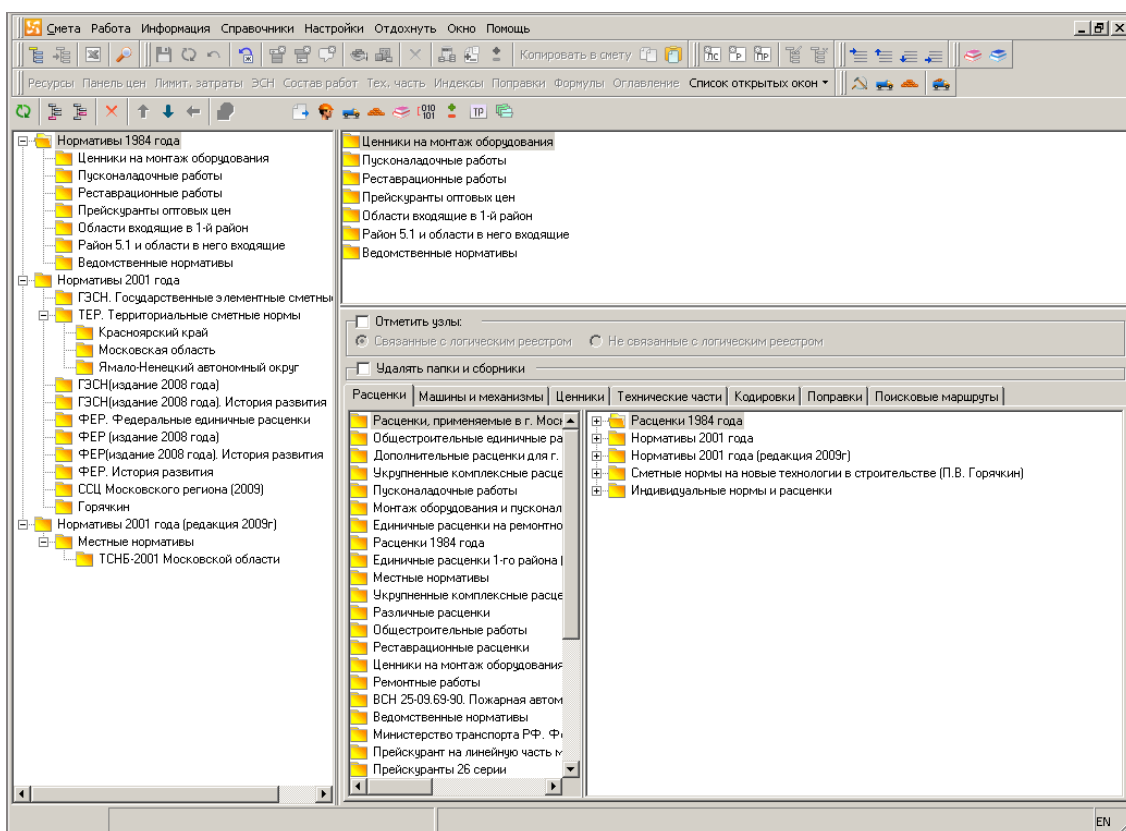 Смета Работа Информация Справочники Настройки Отдохнуть Окно Помощь
Копировать в смету ПС Р ПР
Ресурсы Панель цен Лимит. затраты ЭСН Состав работ Тех. часть Индексы Поправки Формулы Оглавление Список открытых окон
010 101 ТР
Нормативы 1984 года
Ценники на монтаж оборудования
Пусконаладочные работы
Реставрационные работы
Прейскуранты оптовых цен
Области входящие в 1-й район
Район 5.1 и области в него входящие
Ведомственные нормативы
Нормативы 2001 года
ГЭСН. Государственные элементные сметны
ТЕР. Территориальные сметные нормы
Красноярский край
Московская область
Ямало-Ненецкий автономный округ
ГЭСН(издание 2008 года)
ГЭСН(издание 2008 года). История развития
ФЕР. Федеральные единичные расценки
ФЕР (издание 2008 года)
ФЕР(издание 2008 года). История развития
ФЕР. История развития
ССЦ Московского региона (2009)
Горячкин
Нормативы 2001 года (редакция 2009г)
Местные нормативы
ТСНБ-2001 Московской области
Ценники на монтаж оборудования
Пусконаладочные работы
Реставрационные работы
Прейскуранты оптовых цен
Области входящие в 1-й район
Район 5.1 и области в него входящие
Ведомственные нормативы
Отметить узлы:
Связанные с логическим реестром Не связанные с логическим реестром
Удалять папки и сборники
Расценки Машины и механизмы Ценники Технические части Кодировки Поправки Поисковые маршруты
Расценки, применяемые в г. Моск
Общестроительные единичные ра
Дополнительные расценки для г.
Укрупненные комплексные расце
Пусконаладочные работы
Монтаж оборудования и пусконал
Единичные расценки на ремонтно
Расценки 1984 года
Единичные расценки 1-го района (
Местные нормативы
Укрупненные комплексные расце
Различные расценки
Общестроительные работы
Реставрационные расценки
Ценники на монтаж оборудования
Ремонтные работы
ВСН 25-09.69-90. Пожарная автом
Ведомственные нормативы
Министерство транспорта РФ. Фе
Прейскурант на линейную часть м
Прейскуранты 26 серии
Расценки 1984 года
Нормативы 2001 года
Нормативы 2001 года (редакция 2009г)
Сметные нормы на новые технологии в строительстве (П.В. Горячкин)
Индивидуальные нормы и расценки
EN